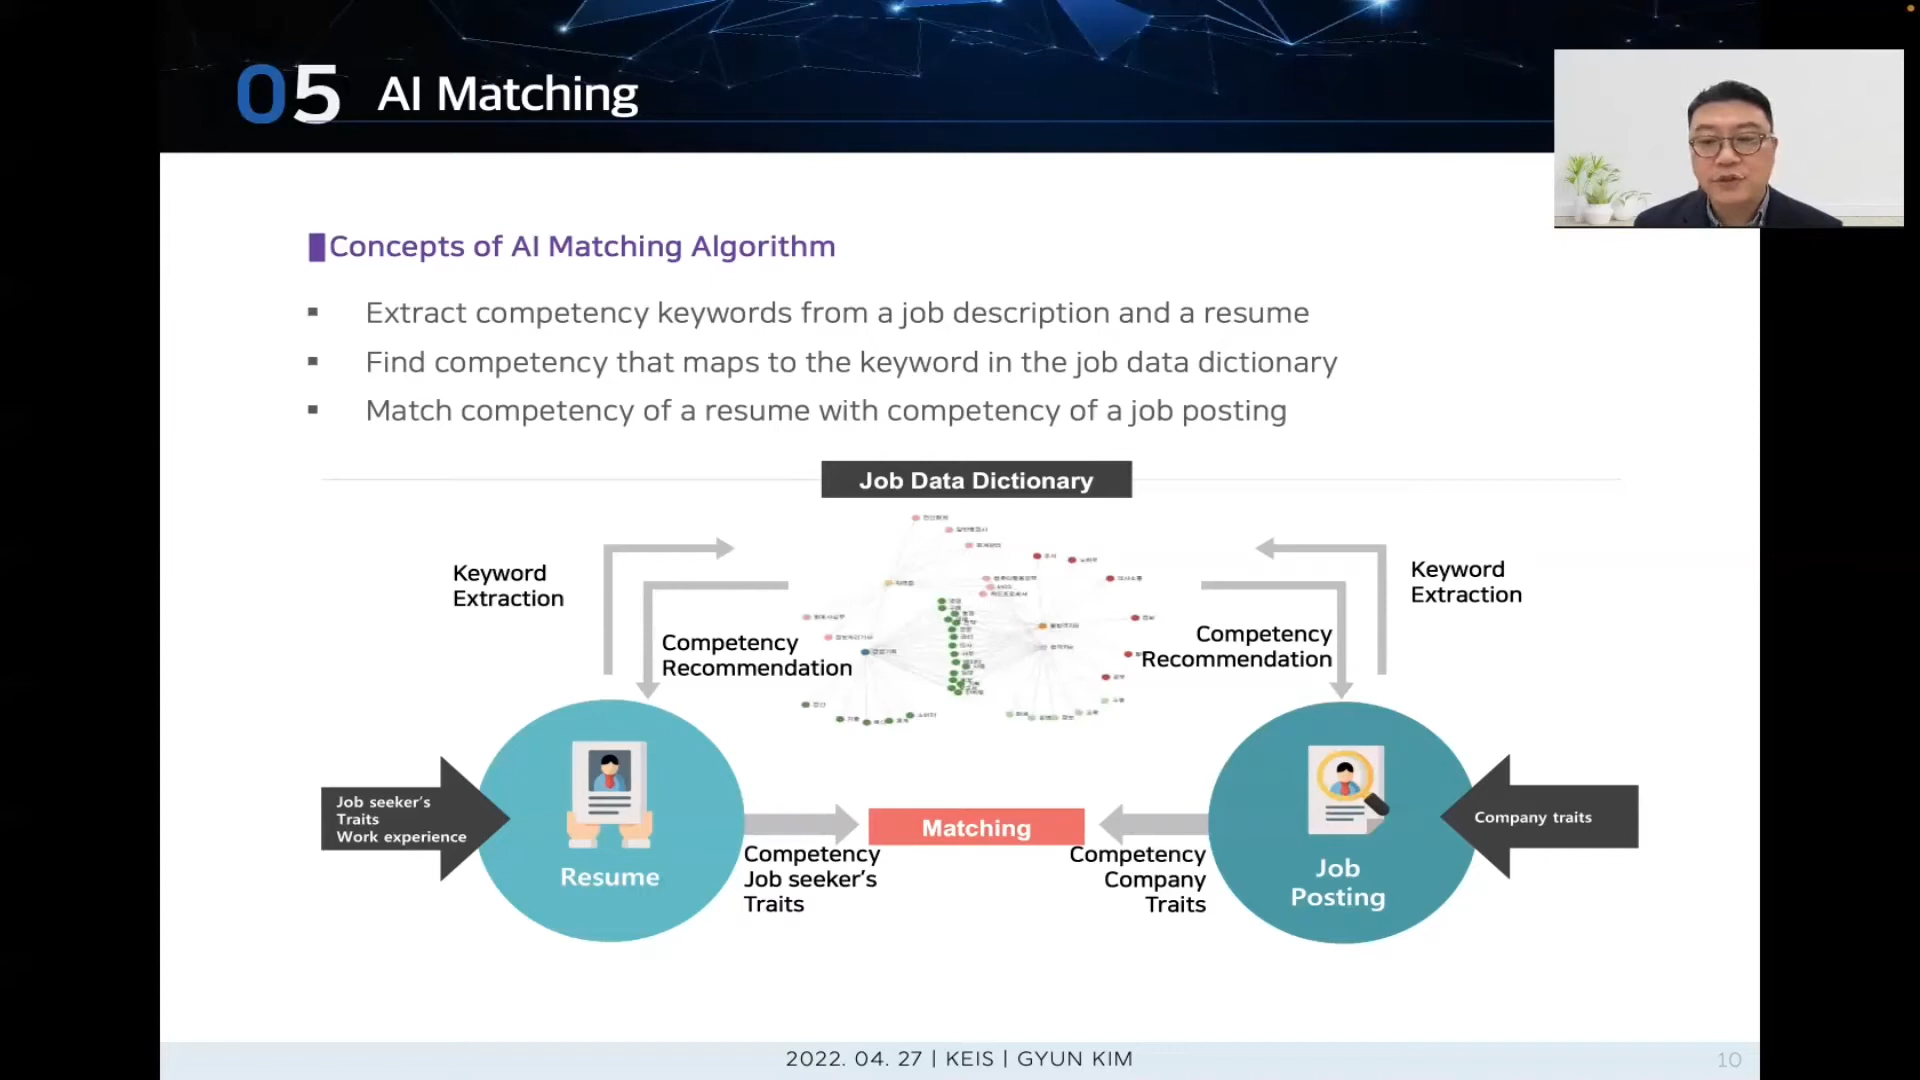 05 AI Matching
Concepts of AI Matching Algorithm
▪ Extract competency keywords from a job description and a resume
▪ Find competency that maps to the keyword in the job data dictionary
▪ Match competency of a resume with competency of a job posting
Job Data Dictionary
Keyword
Extraction
Competency
Recommendation
Competency
Recommendation
Keyword
Extraction
Job seeker's
Traits
Work experience
Resume
Competency
Job seeker's
Traits
Matching
Competency
Company
Traits
Job
Posting
Company traits
2022. 04. 27 | KEIS | GYUN KIM
10